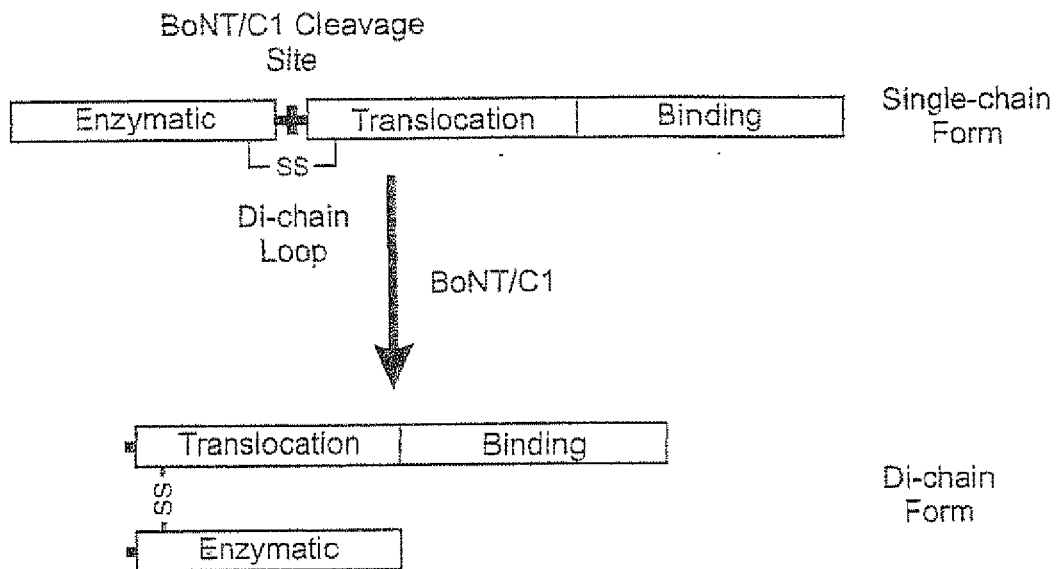 BoNT/C1 Cleavage
Site
Enzymatic
Translocation
Binding
Single-chain
Form
SS
Di-chain
Loop
BoNT/C1
Translocation
Binding
SS
Di-chain
Form
Enzymatic